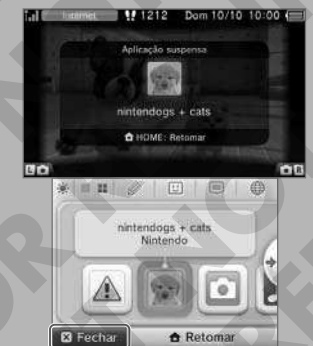 Internet 1212 Dom 10/10 10:00
Aplicação suspensa
nintendogs + cats
HOME: Retomar
L R
nintendogs + cats
Nintendo
X Fechar
Retomar